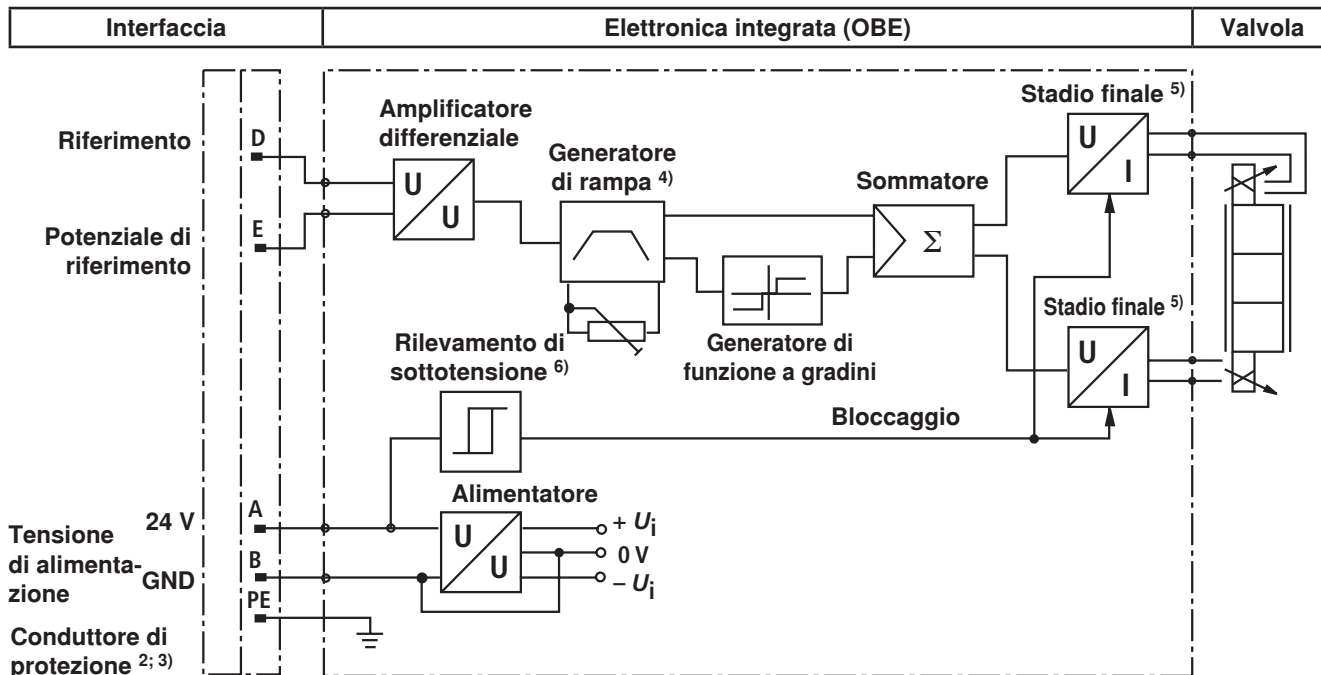 Interfaccia
Elettronica integrata (OBE)
Valvola
Riferimento
D
Amplificatore
differenziale
U
U
Generatore
di rampa 4)
Sommatore
Σ
Stadio finale 5)
U
I
Potenziale di
riferimento
E
Generatore di
funzione a gradini
Stadio finale 5)
U
I
Rilevamento di
sottotensione 6)
Bloccaggio
Tensione
di alimenta-
zione
24 V
A
GND
B
Alimentatore
U
U
+ Ui
0 V
– Ui
PE
Conduttore di
protezione 2; 3)